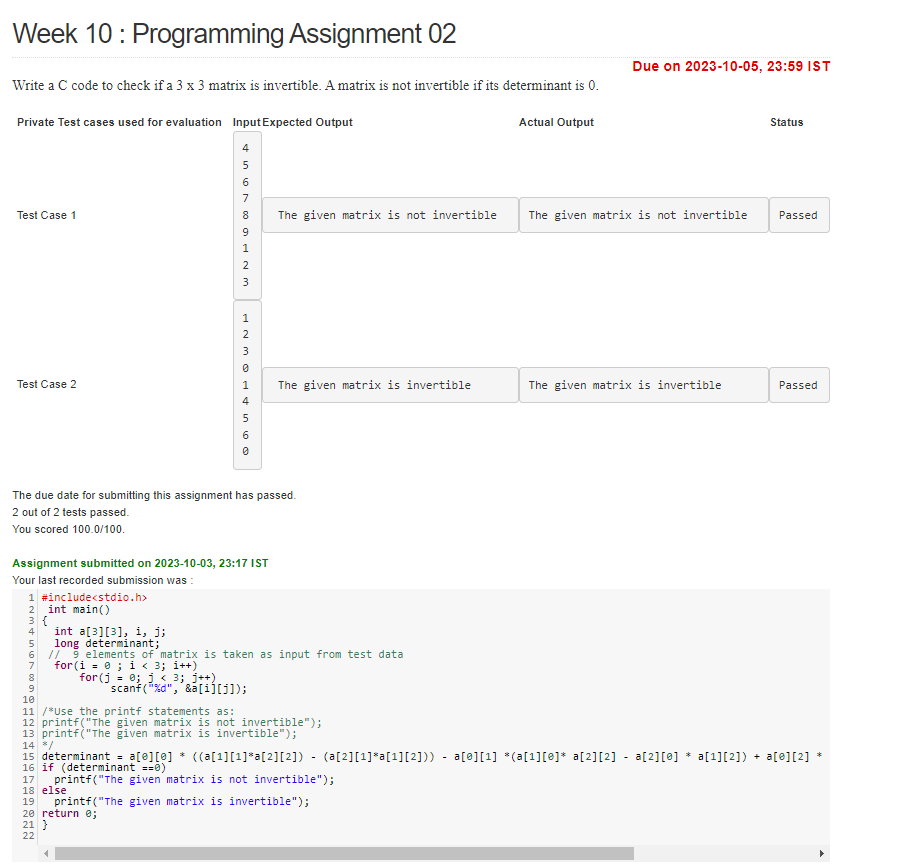 Week 10 : Programming Assignment 02
Due on 2023-10-05, 23:59 IST
Write a C code to check if a 3 x 3 matrix is invertible. A matrix is not invertible if its determinant is 0.
Private Test cases used for evaluation Input Expected Output Actual Output Status
Test Case 1
4
5
6
7
8
9
1
2
3
The given matrix is not invertible
The given matrix is not invertible
Passed
Test Case 2
1
2
3
0
1
4
5
6
0
The given matrix is invertible
The given matrix is invertible
Passed
The due date for submitting this assignment has passed.
2 out of 2 tests passed.
You scored 100.0/100.
Assignment submitted on 2023-10-03, 23:17 IST
Your last recorded submission was :
1 #include<stdio.h>
2 int main()
3 {
4 int a[3][3], i, j;
5 long determinant;
6 // 9 elements of matrix is taken as input from test data
7 for(i = 0 ; i < 3; i++)
8 for(j = 0; j < 3; j++)
9 scanf("%d", &a[i][j]);
10
11 /*Use the printf statements as:
12 printf("The given matrix is not invertible");
13 printf("The given matrix is invertible");
14 */
15 determinant = a[0][0] * ((a[1][1]*a[2][2]) - (a[2][1]*a[1][2])) - a[0][1] *(a[1][0]* a[2][2] - a[2][0] * a[1][2]) + a[0][2] *
16 if (determinant ==0)
17 printf("The given matrix is not invertible");
18 else
19 printf("The given matrix is invertible");
20 return 0;
21 }
22